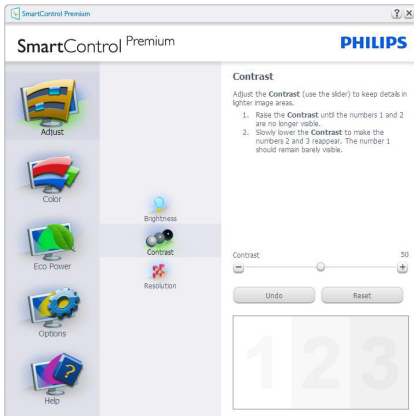 SmartControl Premium
SmartControl Premium
PHILIPS
Adjust
Color
Eco Power
Options
Help
Brightness
Contrast
Resolution
Contrast
Adjust the Contrast (use the slider) to keep details in
lighter image areas.
1. Raise the Contrast until the numbers 1 and 2
are no longer visible.
2. Slowly lower the Contrast to make the
numbers 2 and 3 reappear. The number 1
should remain barely visible.
Contrast 50
Undo Reset
1 2 3